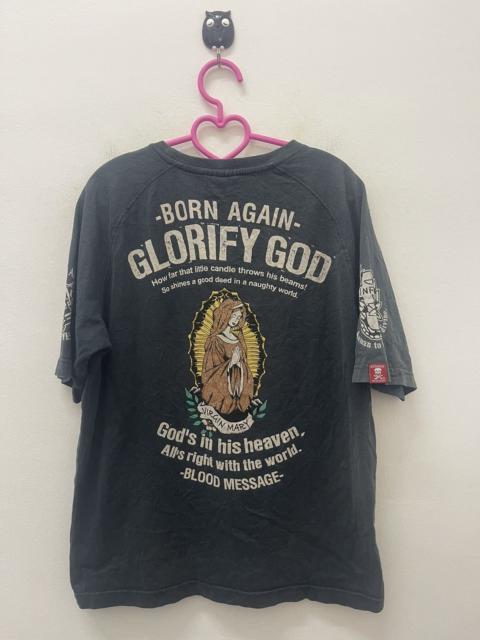 -BORN AGAIN-
GLORIFY GOD
How far that little candle throws his beams!
So shines a good deed in a naughty world.
VIRGIN MARY
God's in his heaven.
All's right with the world.
-BLOOD MESSAGE-